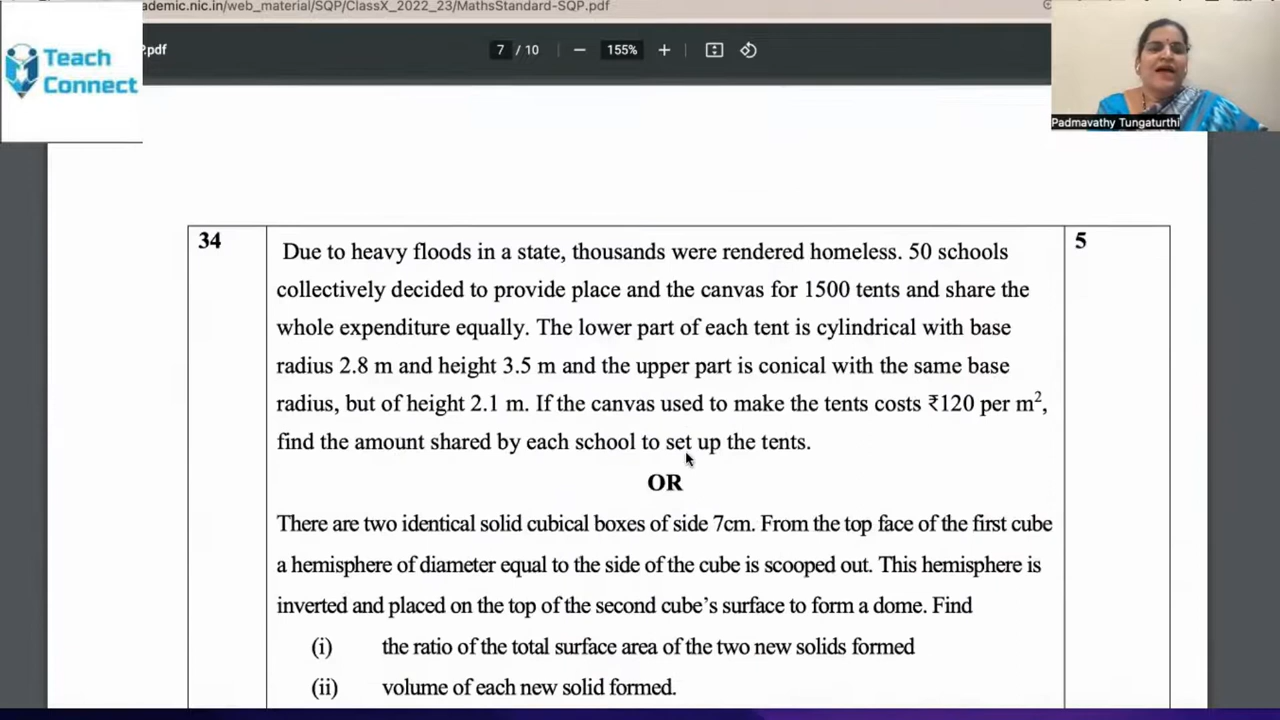 ademic.nic.in/web_material/SQP/ClassX_2022_23/MathsStandard-SQP.pdf
Teach
Connect
.pdf
7 / 10
155%
Padmavathy Tungaturthi
34
5
Due to heavy floods in a state, thousands were rendered homeless. 50 schools
collectively decided to provide place and the canvas for 1500 tents and share the
whole expenditure equally. The lower part of each tent is cylindrical with base
radius 2.8 m and height 3.5 m and the upper part is conical with the same base
radius, but of height 2.1 m. If the canvas used to make the tents costs ₹120 per m²,
find the amount shared by each school to set up the tents.
OR
There are two identical solid cubical boxes of side 7cm. From the top face of the first cube
a hemisphere of diameter equal to the side of the cube is scooped out. This hemisphere is
inverted and placed on the top of the second cube's surface to form a dome. Find
(i) the ratio of the total surface area of the two new solids formed
(ii) volume of each new solid formed.